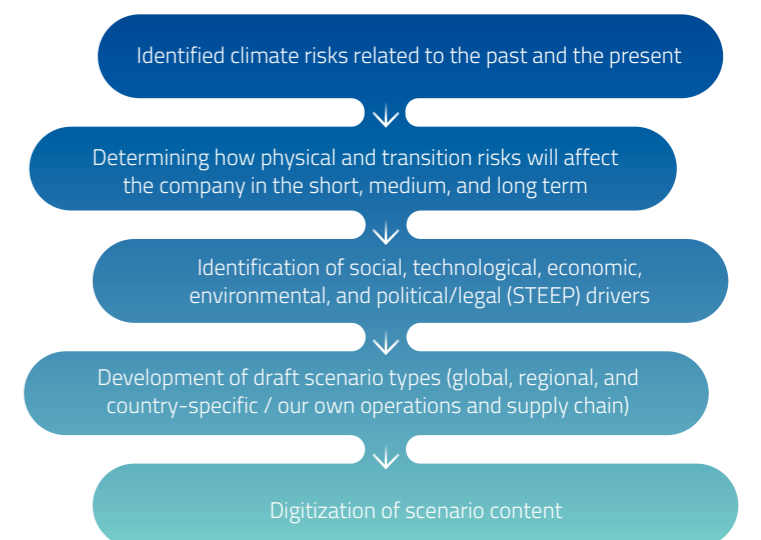 Identified climate risks related to the past and the present
Determining how physical and transition risks will affect
the company in the short, medium, and long term
Identification of social, technological, economic,
environmental, and political/legal (STEEP) drivers
Development of draft scenario types (global, regional, and
country-specific / our own operations and supply chain)
Digitization of scenario content